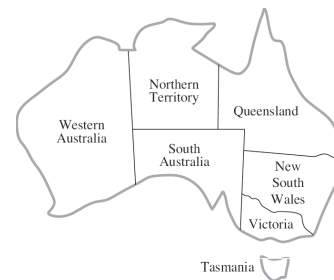 Northern
Territory
Queensland
Western
Australia
South
Australia
New
South
Wales
Victoria
Tasmania